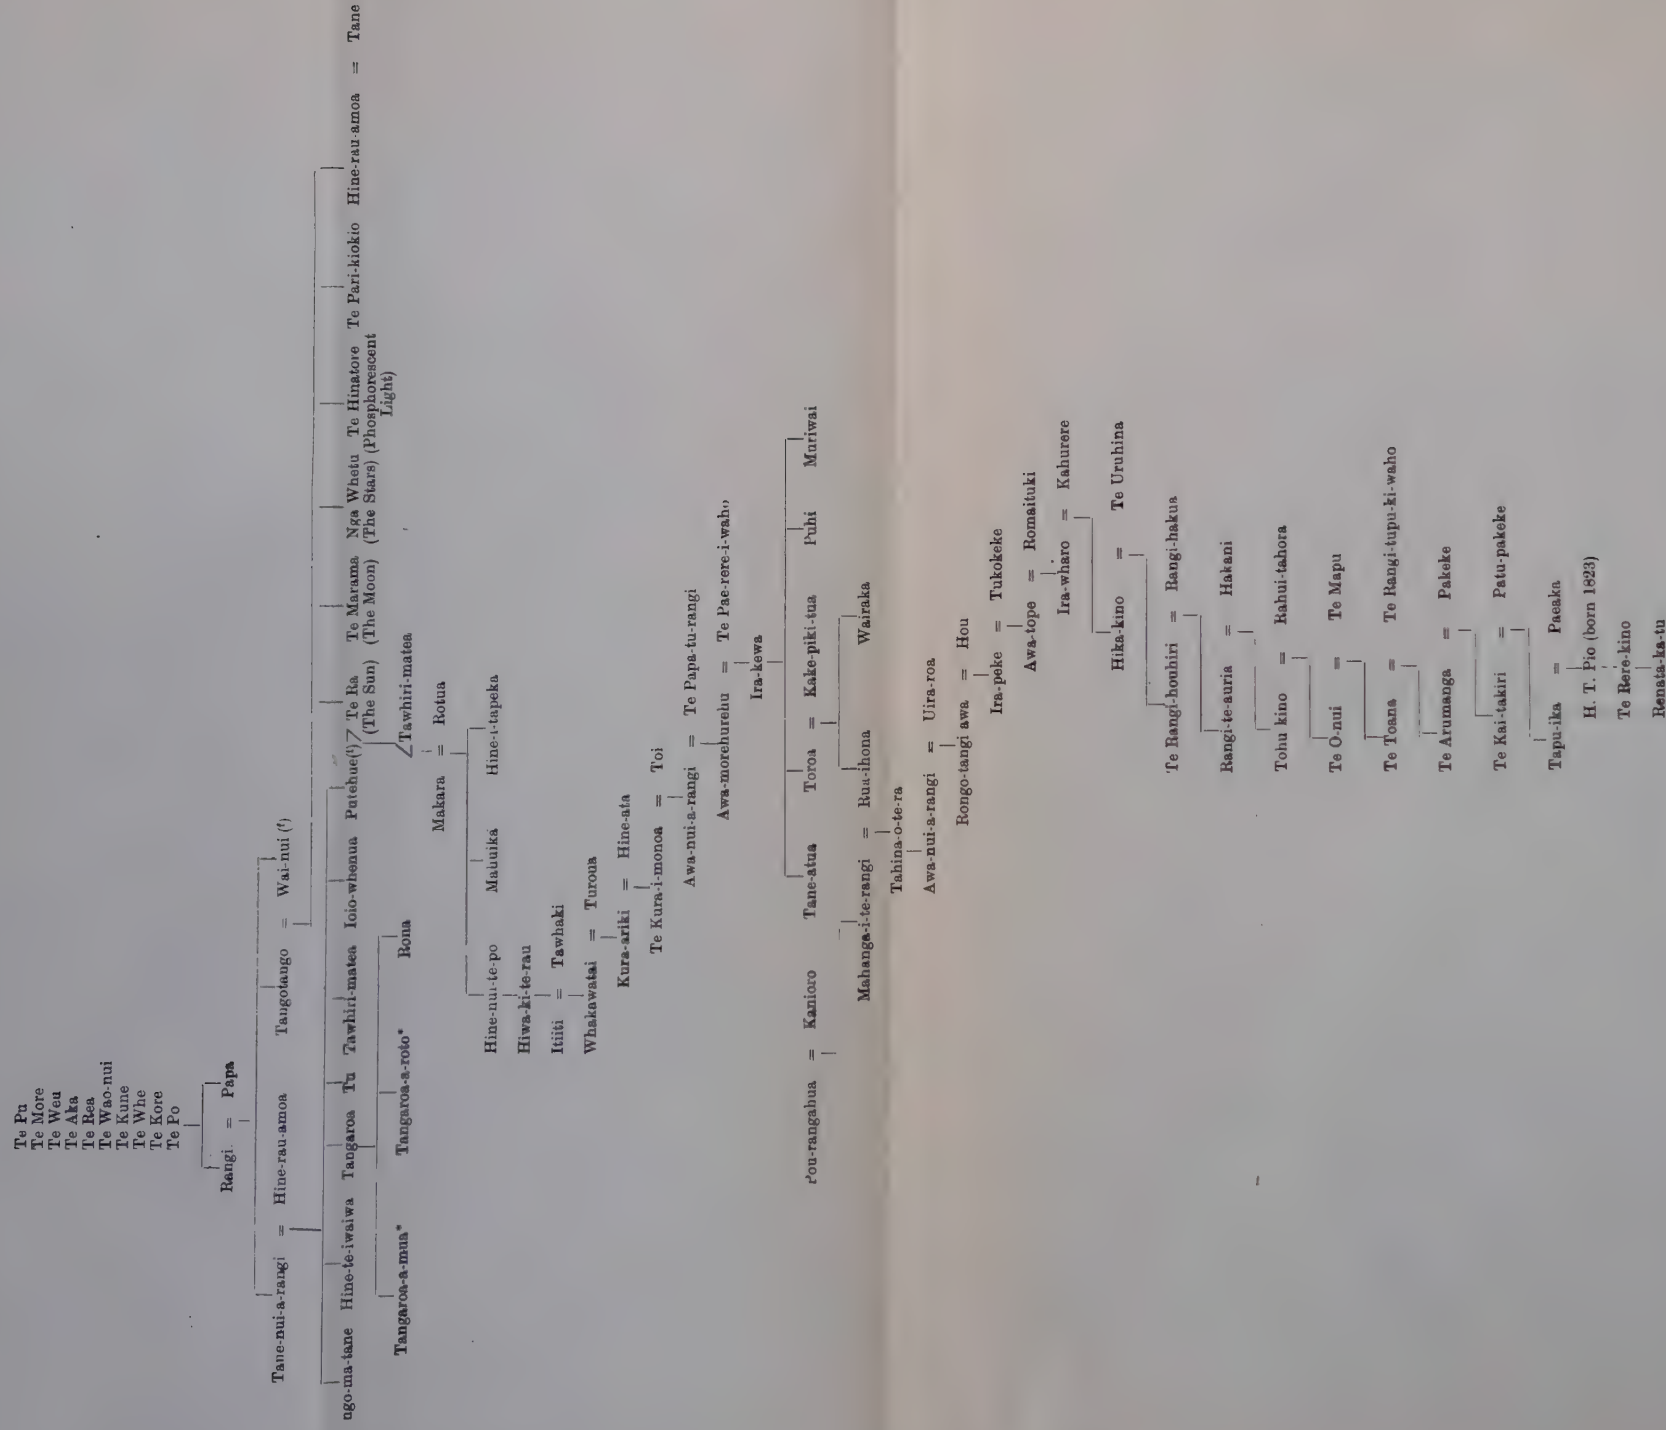 Te Pu
Te More
Te Weu
Te Aka
Te Rea
Te Wao-nui
Te Kune
Te Whe
Te Kore
Te Po
Rangi = Papa
Tane-nui-a-rangi = Hine-rau-amoa Tangotango = Wai-nui (?)
ngo-ma-tane Hine-te-iwaiwa Tangaroa Tu Tawhiri-matea Ioio-whenua Putehue(?) Te Ra Te Marama Nga Whetu Te Hinatore Te Pari-kiokio Hine-rau-amoa = Tane
(The Sun) (The Moon) (The Stars) (Phosphorescent
Light)
Tangaroa-a-mua* Tangaroa-a-roto* Rona Tawhiri-matea
Makara = Rotua
Hine-nui-te-po Mahuika Hine-i-tapeka
Hiwa-ki-te-rau
Itiiti = Tawhaki
Whakawatai = Turoua
Kura-ariki = Hine-ata
Te Kura-i-monoa = Toi
Awa-nui-a-rangi = Te Papa-tu-rangi
Awa-morehurehu = Te Pae-rere-i-waho
Ira-kewa
Pou-rangahua = Kanioro Tane-atua Toroa = Kake-piki-tua Puhi Muriwai
Mahanga-i-te-rangi = Ruaihona Wairaka
Tahina-o-te-ra
Awa-nui-a-rangi = Uira-roa
Rongo-tangi awa = Hou
Ira-peke = Tukokeke
Awa-tope = Romaituki
Ira-wharo = Kahurere
Hika-kino = Te Uruhina
Te Rangi-houhiri = Rangi-hakua
Rangi-te-auria = Hakani
Tohu kino = Rahui-tahora
Te O-nui = Te Mapu
Te Toana = Te Rangi-tupu-ki-waho
Te Arumanga = Pakeke
Te Kai-takiri = Patu-pakeke
Tapu-ika = Paeaka
H. T. Pio (born 1823)
Te Rere-kino
Renata-ka-tu